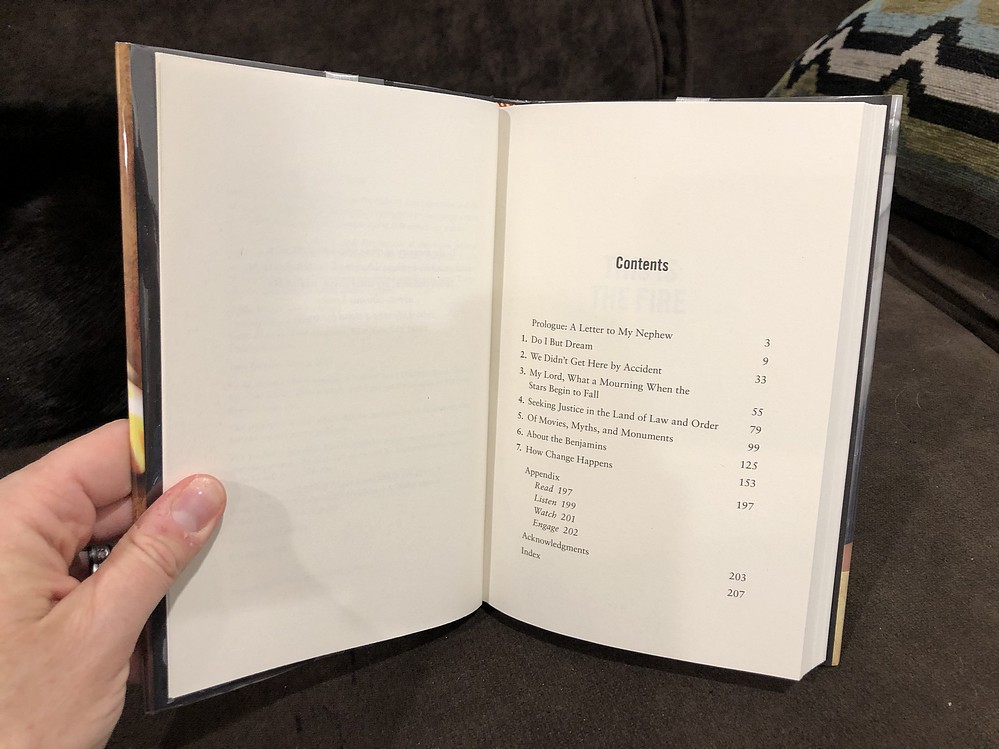 Contents
Prologue: A Letter to My Nephew 3
1. Do I But Dream 9
2. We Didn't Get Here by Accident 33
3. My Lord, What a Mourning When the
Stars Begin to Fall 55
4. Seeking Justice in the Land of Law and Order 79
5. Of Movies, Myths, and Monuments 99
6. About the Benjamins 125
7. How Change Happens 153
Appendix 197
Read 197
Listen 199
Watch 201
Engage 202
Acknowledgments 203
Index 207
THE FIRE